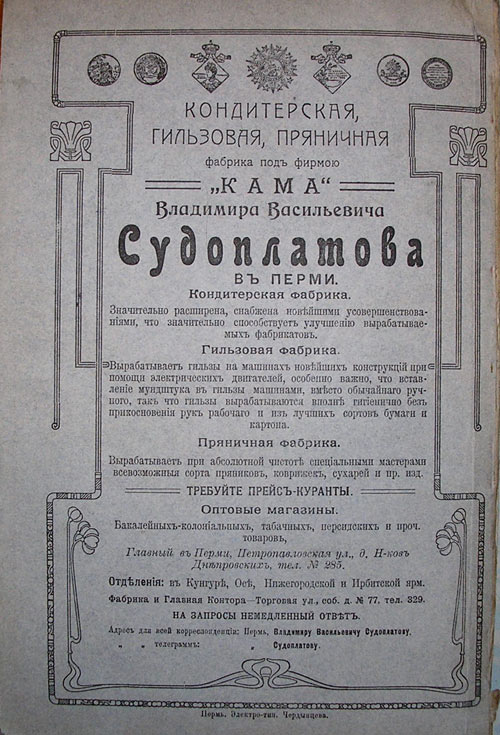 КОНДИТЕРСКАЯ,
ГИЛЬЗОВАЯ, ПРЯНИЧНАЯ
фабрика подъ фирмою
„КАМА“
Владимира Васильевича
Судоплатова
ВЪ ПЕРМИ.
Кондитерская фабрика.
Значительно расширена, снабжена новѣйшими усовершенствова-
ніями, что значительно способствуетъ улучшенію вырабатывае-
мыхъ фабрикатовъ.
Гильзовая фабрика.
Вырабатываетъ гильзы на машинахъ новѣйшихъ конструкцій при
помощи электрическихъ двигателей, особенно важно, что встав-
леніе мундштука въ гильзы машинами, вмѣсто обычнаго руч-
ного, такъ что гильзы вырабатываются вполнѣ гигіенично безъ
прикосновенія рукъ рабочаго и изъ лучшихъ сортовъ бумаги и
картона.
Пряничная фабрика.
Вырабатываетъ при абсолютной чистотѣ спеціальными мастерами
всевозможныя сорта пряниковъ, коврижекъ, сухарей и пр. изд.
ТРЕБУЙТЕ ПРЕЙСЪ-КУРАНТЫ.
Оптовые магазины.
Бакалейныхъ-колоніальныхъ, табачныхъ, персидскихъ и проч.
товаровъ,
Главный въ Перми, Петропавловская ул., д. Н-ковъ
Днѣпровскихъ, тел. № 285.
Отдѣленія: въ Кунгурѣ, Осѣ, Нижегородской и Ирбитской ярм.
Фабрика и Главная Контора—Торговая ул., соб. д. № 77. тел. 329.
НА ЗАПРОСЫ НЕМЕДЛЕННЫЙ ОТВѢТЪ.
Адресъ для всей корреспонденціи: Пермь, Владимиру Васильевичу Судоплатову,
„ „ телеграммъ: „ Судоплатову.
Пермь. Электро-тип. Чердынцева.